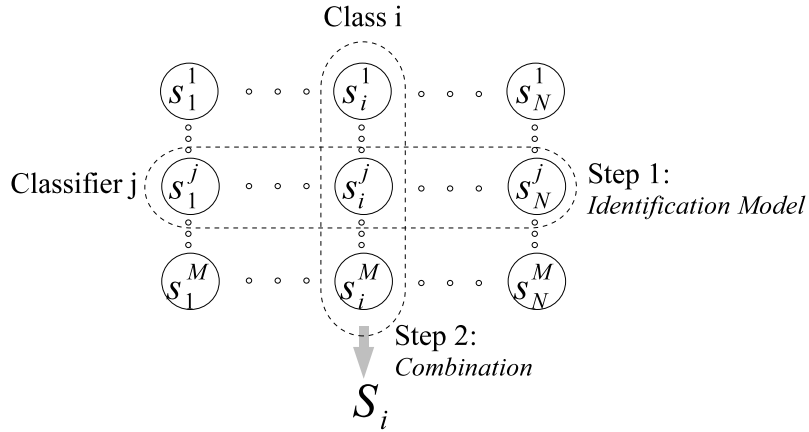 Class i
s_1^1 s_i^1 s_N^1
Classifier j s_1^j s_i^j s_N^j Step 1:
Identification Model
s_1^M s_i^M s_N^M
Step 2:
Combination
S_i